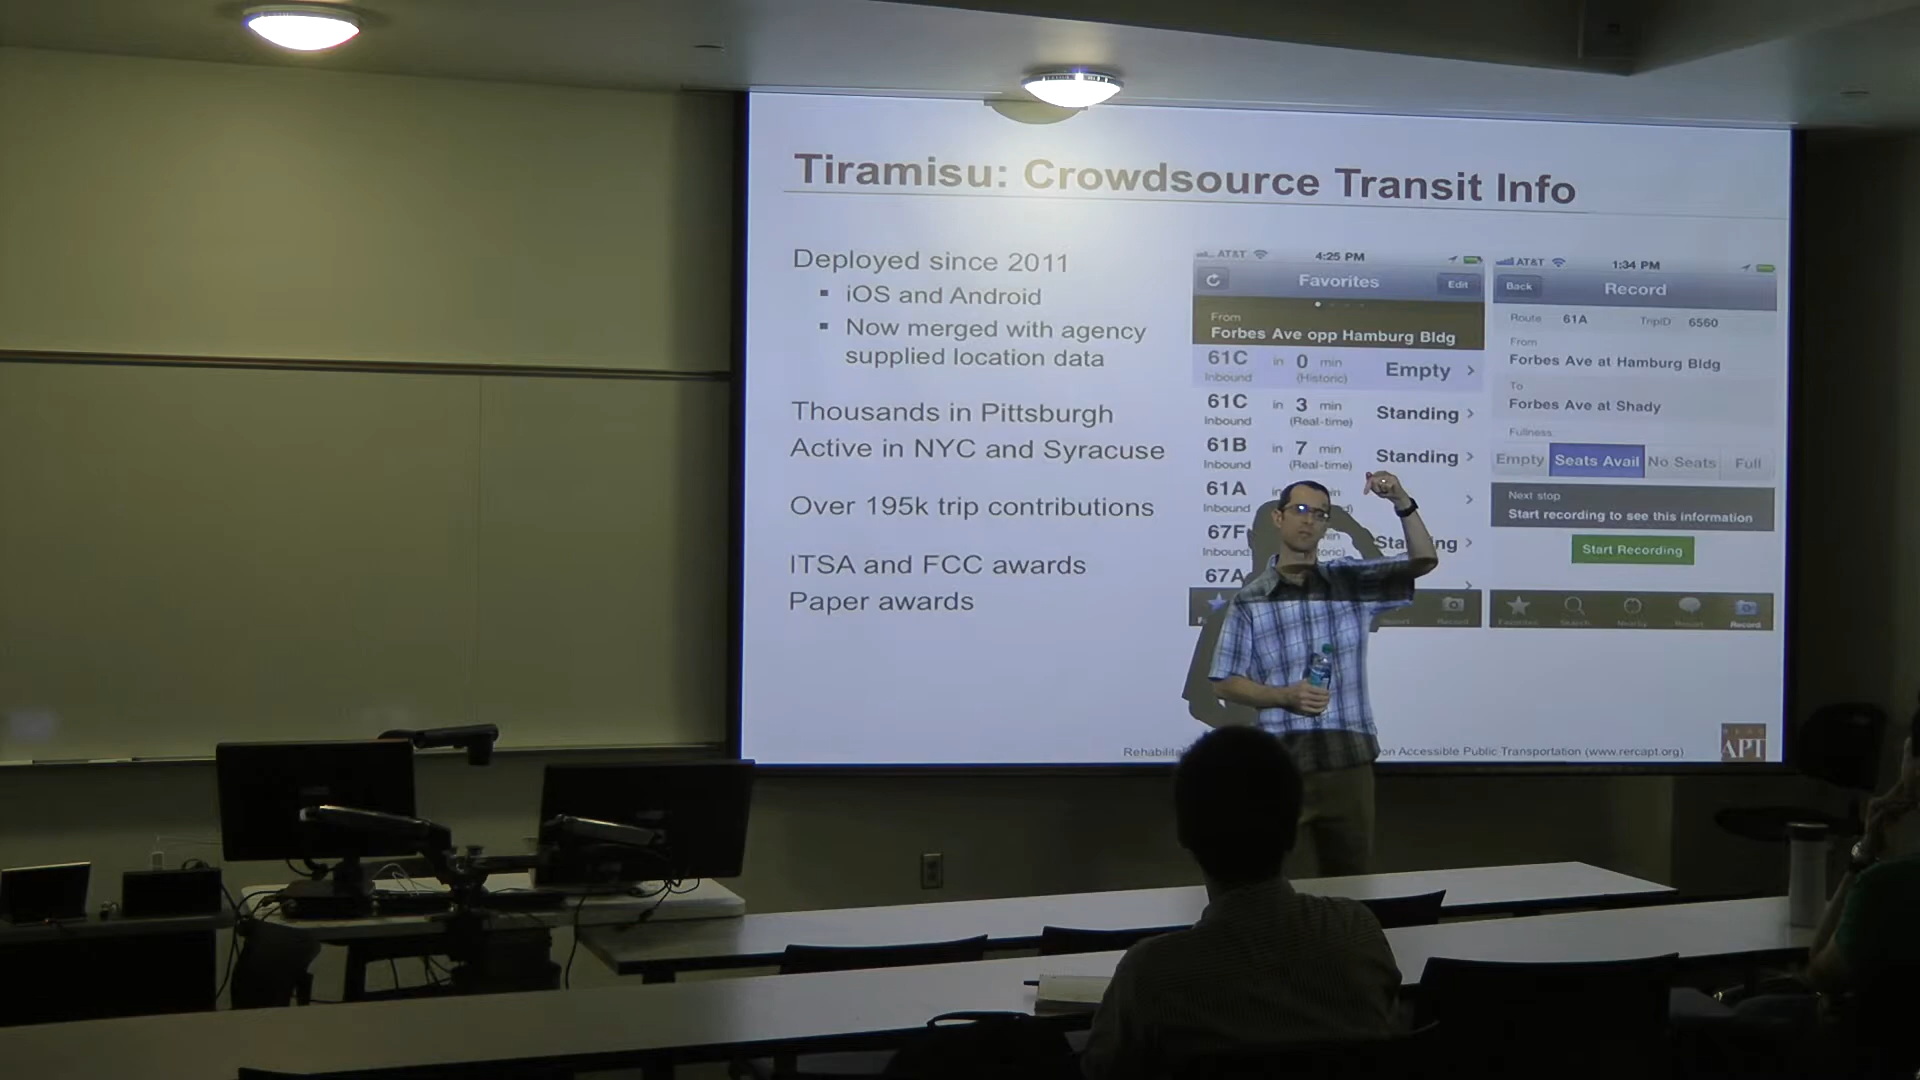 Tiramisu: Crowdsource Transit Info
Deployed since 2011
▪ iOS and Android
▪ Now merged with agency
supplied location data
Thousands in Pittsburgh
Active in NYC and Syracuse
Over 195k trip contributions
ITSA and FCC awards
Paper awards
AT&T 4:25 PM
Favorites Edit
From
Forbes Ave opp Hamburg Bldg
61C in 0 min Empty
Inbound (Historic)
61C in 3 min Standing
Inbound (Real-time)
61B in 7 min Standing
Inbound (Real-time)
61A
Inbound
67F
Inbound
67A
AT&T 1:34 PM
Back Record
Route 61A TripID 6560
From
Forbes Ave at Hamburg Bldg
To
Forbes Ave at Shady
Fullness
Empty Seats Avail No Seats Full
Next stop
Start recording to see this information
Start Recording
Record
on Accessible Public Transportation (www.rercapt.org)
APT